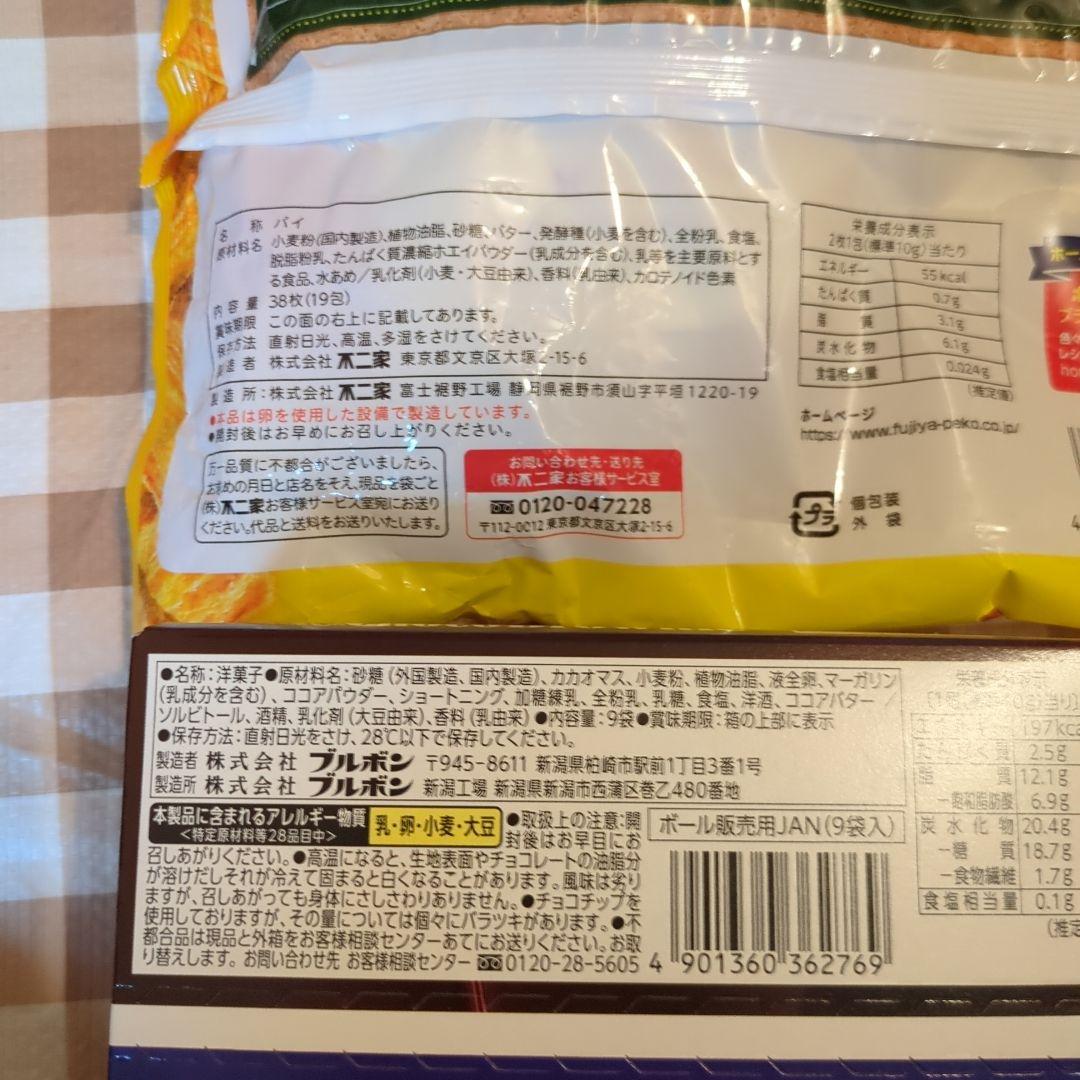 名称 パイ
原材料名 小麦粉(国内製造)、植物油脂、砂糖、バター、発酵種(小麦を含む)、全粉乳、食塩、
脱脂粉乳、たんぱく質濃縮ホエイパウダー(乳成分を含む)、乳等を主要原料とす
る食品、水あめ/乳化剤(小麦・大豆由来)、香料(乳由来)、カロテノイド色素
内容量 38枚(19包)
賞味期限 この面の右上に記載してあります。
保存方法 直射日光、高温、多湿をさけてください。
製造者 株式会社 不二家 東京都文京区大塚2-15-6
製造所:株式会社 不二家 富士裾野工場 静岡県裾野市須山字平垣1220-19
●本品は卵を使用した設備で製造しています。
●開封後はお早めにお召し上がりください。
万一品質に不都合がございましたら、
お求めの月日と店名をそえ、現品を袋ごと
(株)不二家お客様サービス室宛にお送り
ください。代品と送料をお送りいたします。
お問い合わせ先・送り先
(株)不二家お客様サービス室
0120-047228
〒112-0012 東京都文京区大塚2-15-6
栄養成分表示
2枚1包(標準10g)当たり
エネルギー 55kcal
たんぱく質 0.7g
脂質 3.1g
炭水化物 6.1g
食塩相当量 0.024g
(推定値)
ホームページ
https://www.fujiya-peko.co.jp/
プラ
個包装
外袋
●名称:洋菓子●原材料名:砂糖(外国製造、国内製造)、カカオマス、小麦粉、植物油脂、液全卵、マーガリン
(乳成分を含む)、ココアパウダー、ショートニング、加糖練乳、全粉乳、乳糖、食塩、洋酒、ココアバター/
ソルビトール、酒精、乳化剤(大豆由来)、香料(乳由来)●内容量:9袋●賞味期限:箱の上部に表示
●保存方法:直射日光をさけ、28℃以下で保存してください。
製造者 株式会社 ブルボン 〒945-8611 新潟県柏崎市駅前1丁目3番1号
製造所 株式会社 ブルボン 新潟工場 新潟県新潟市西蒲区巻乙480番地
本製品に含まれるアレルギー物質
<特定原材料等28品目中>
乳・卵・小麦・大豆
●取扱上の注意:開
封後はお早目にお
召しあがりください。●高温になると、生地表面やチョコレートの油脂分
が溶けだしそれが冷えて固まると白くなることがあります。風味は劣り
ますが、召しあがっても身体にさしさわりありません。●チョコチップを
使用しておりますが、その量については個々にバラツキがあります。●不
都合品は現品と外箱をお客様相談センターあてにお送りください。お取
り替えします。お問い合わせ先 お客様相談センター 0120-28-5605
ボール販売用JAN(9袋入)
4 901360 362769
197kca
たんぱく質 2.5g
脂質 12.1g
―飽和脂肪酸 6.9g
炭水化物 20.4g
―糖質 18.7g
―食物繊維 1.7g
食塩相当量 0.1g
(推定